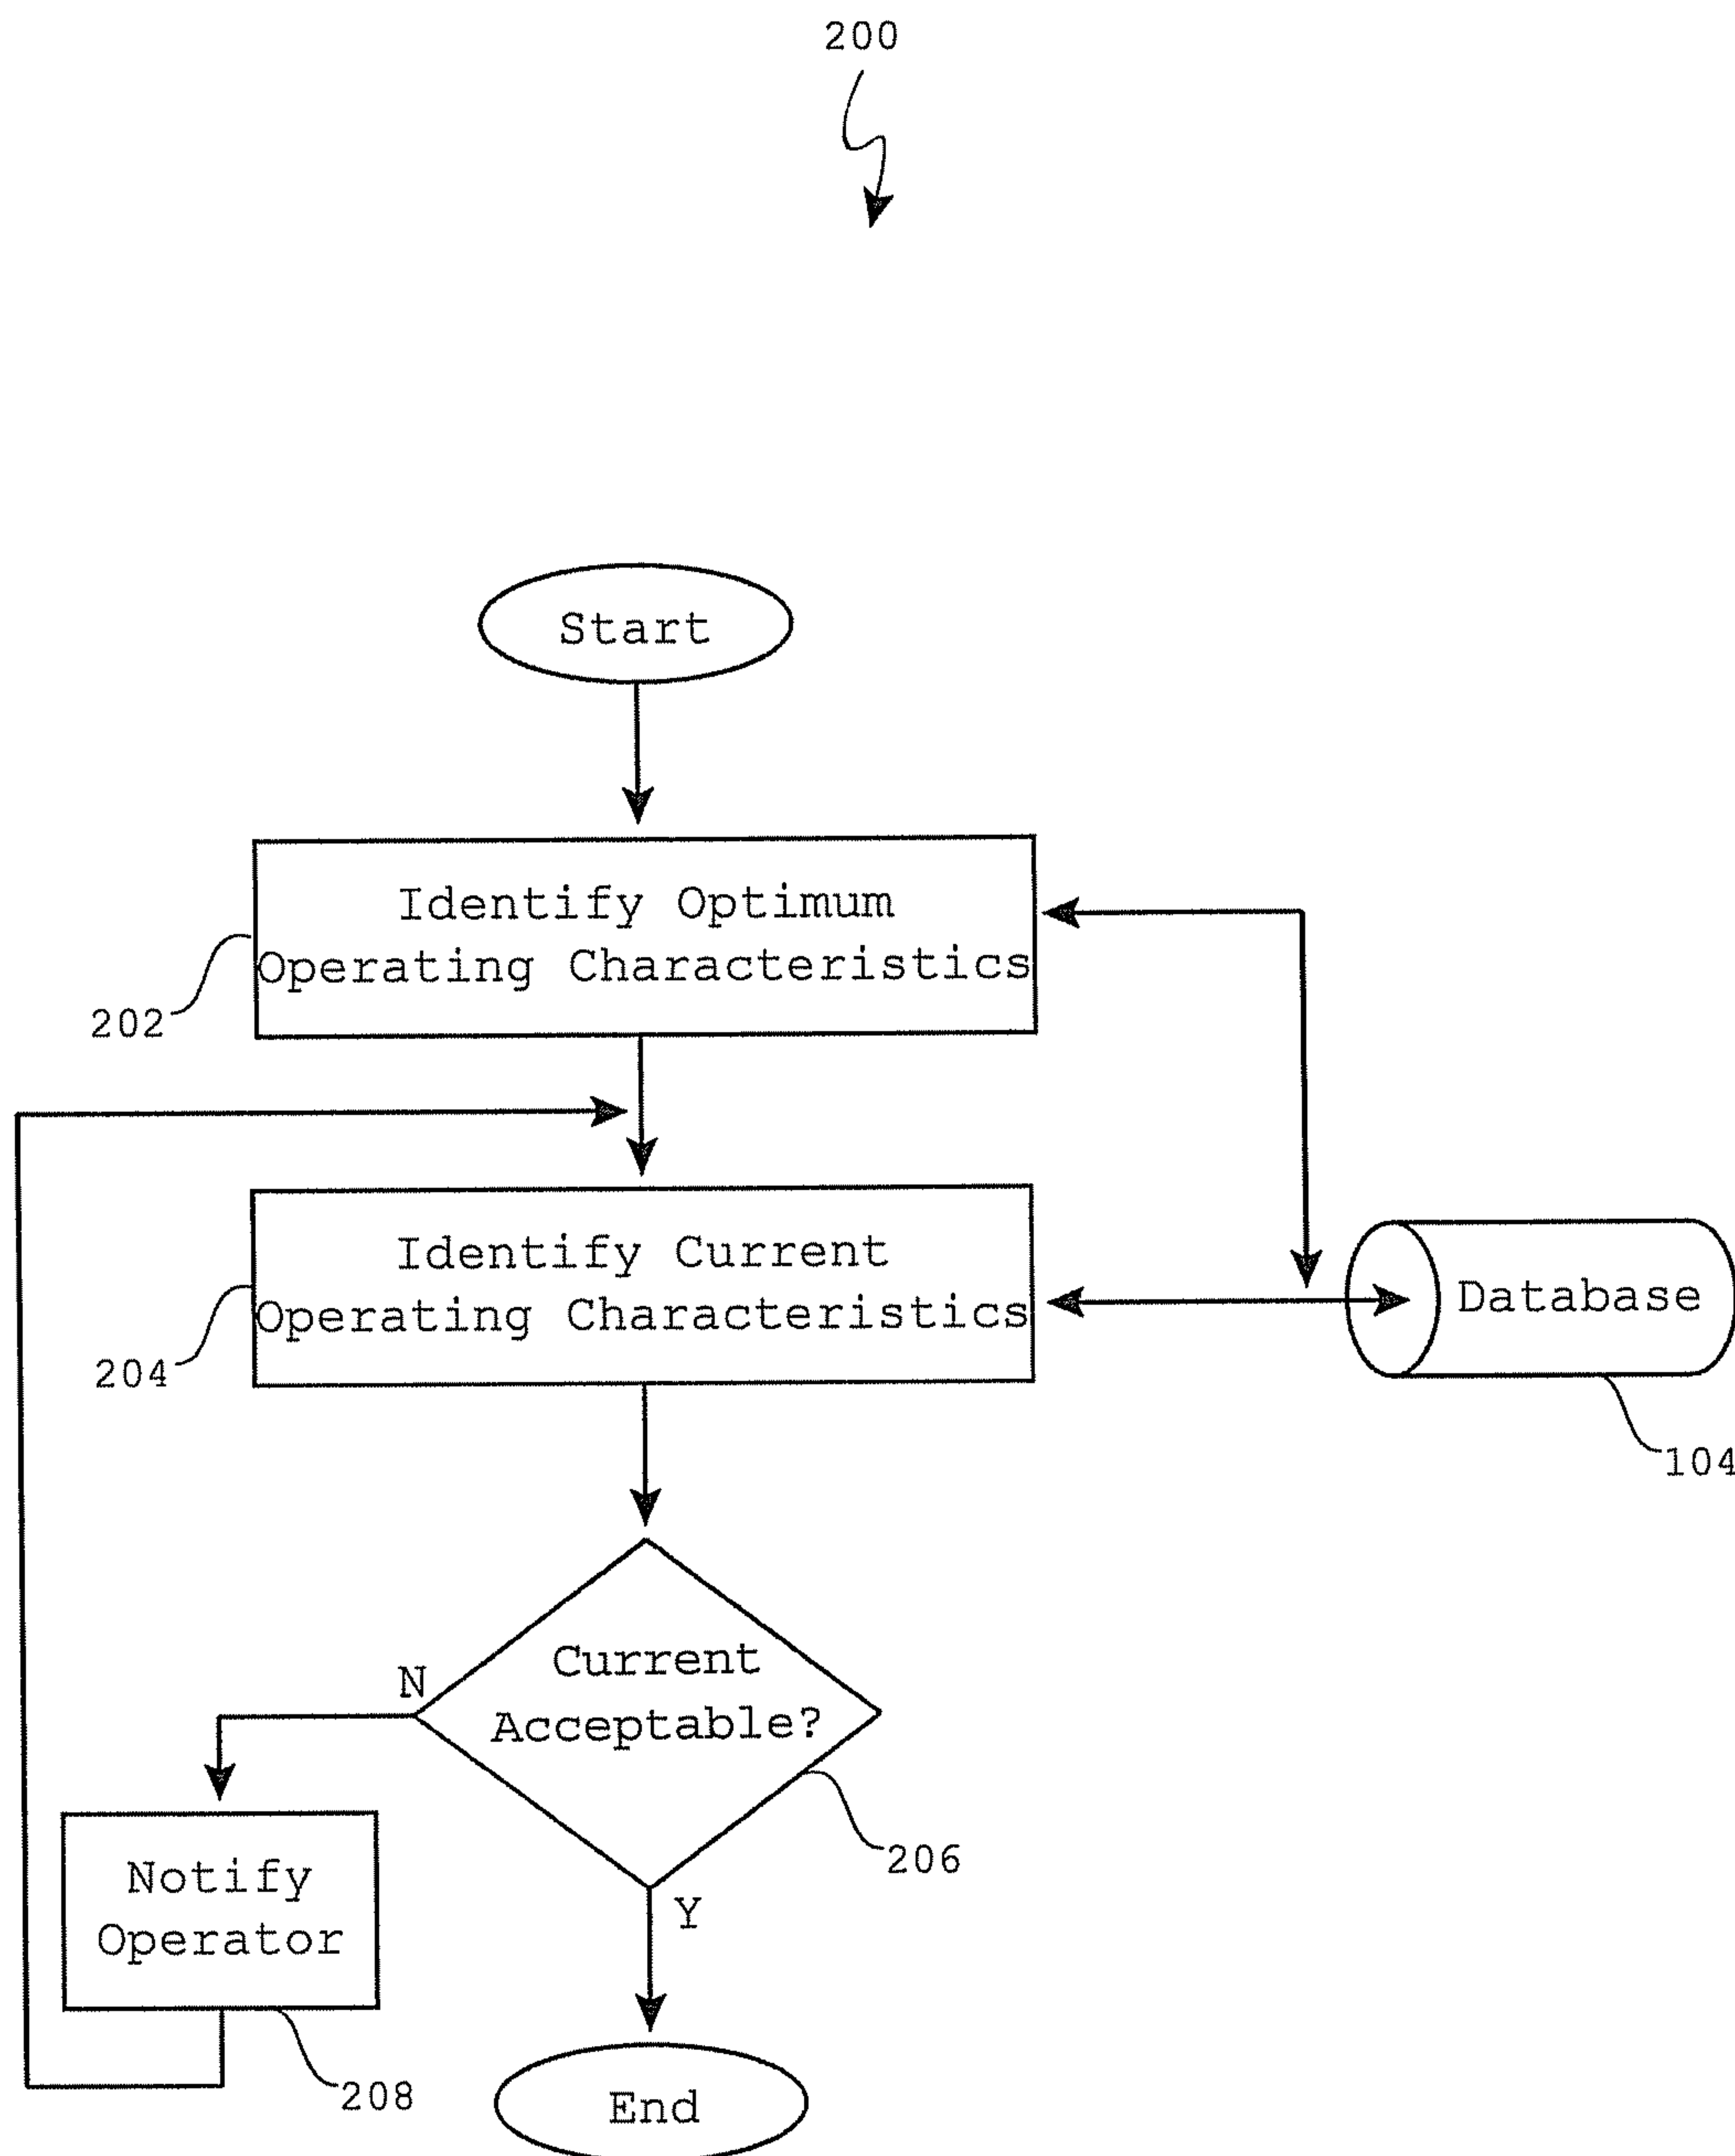 200
Start
Identify Optimum
Operating Characteristics
202
Identify Current
Operating Characteristics
204
Database
104
Current
Acceptable?
N
206
Y
Notify
Operator
208
End